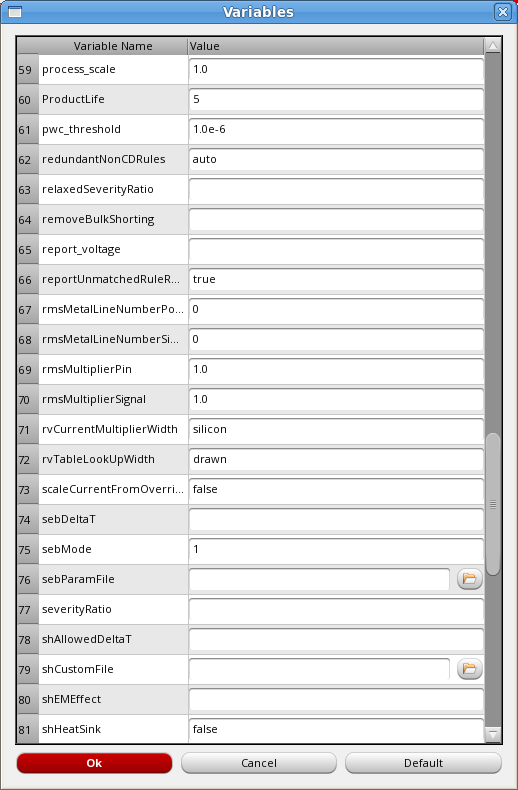 Variables
Variable Name Value
59 process_scale 1.0
60 ProductLife 5
61 pwc_threshold 1.0e-6
62 redundantNonCDRules auto
63 relaxedSeverityRatio
64 removeBulkShorting
65 report_voltage
66 reportUnmatchedRuleR... true
67 rmsMetalLineNumberPo... 0
68 rmsMetalLineNumberSi... 0
69 rmsMultiplierPin 1.0
70 rmsMultiplierSignal 1.0
71 rvCurrentMultiplierWidth silicon
72 rvTableLookUpWidth drawn
73 scaleCurrentFromOverri... false
74 sebDeltaT
75 sebMode 1
76 sebParamFile
77 severityRatio
78 shAllowedDeltaT
79 shCustomFile
80 shEMEffect
81 shHeatSink false
Ok Cancel Default